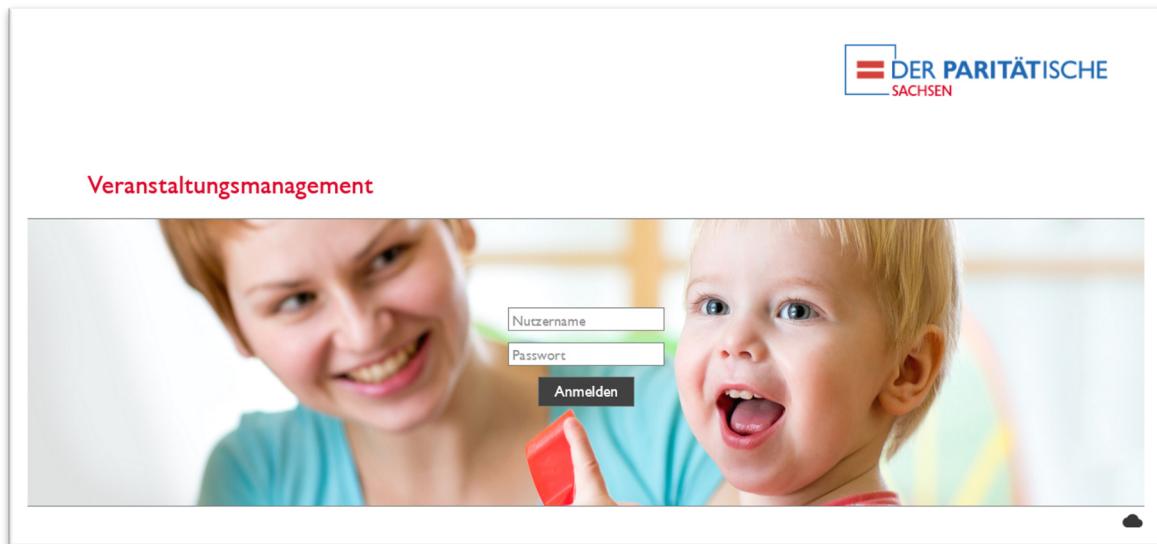 DER PARITÄTISCHE
SACHSEN
Veranstaltungsmanagement
Nutzername
Passwort
Anmelden